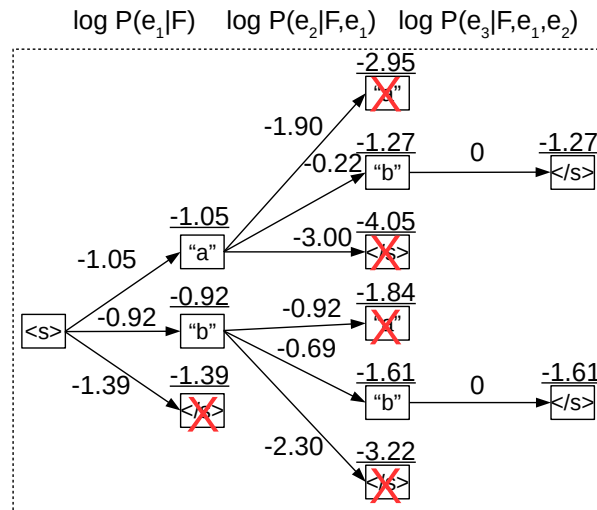 log P(e₁|F) log P(e₂|F,e₁) log P(e₃|F,e₁,e₂)
-2.95
“a”
-1.90
-1.27
-0.22
“b”
0
-1.27
</s>
-1.05
“a”
-1.05
-4.05
-3.00
</s>
-0.92
-1.84
<s>
-0.92
“b”
-0.92
“a”
-0.69
-1.39
-1.39
</s>
-1.61
“b”
0
-1.61
</s>
-2.30
-3.22
</s>